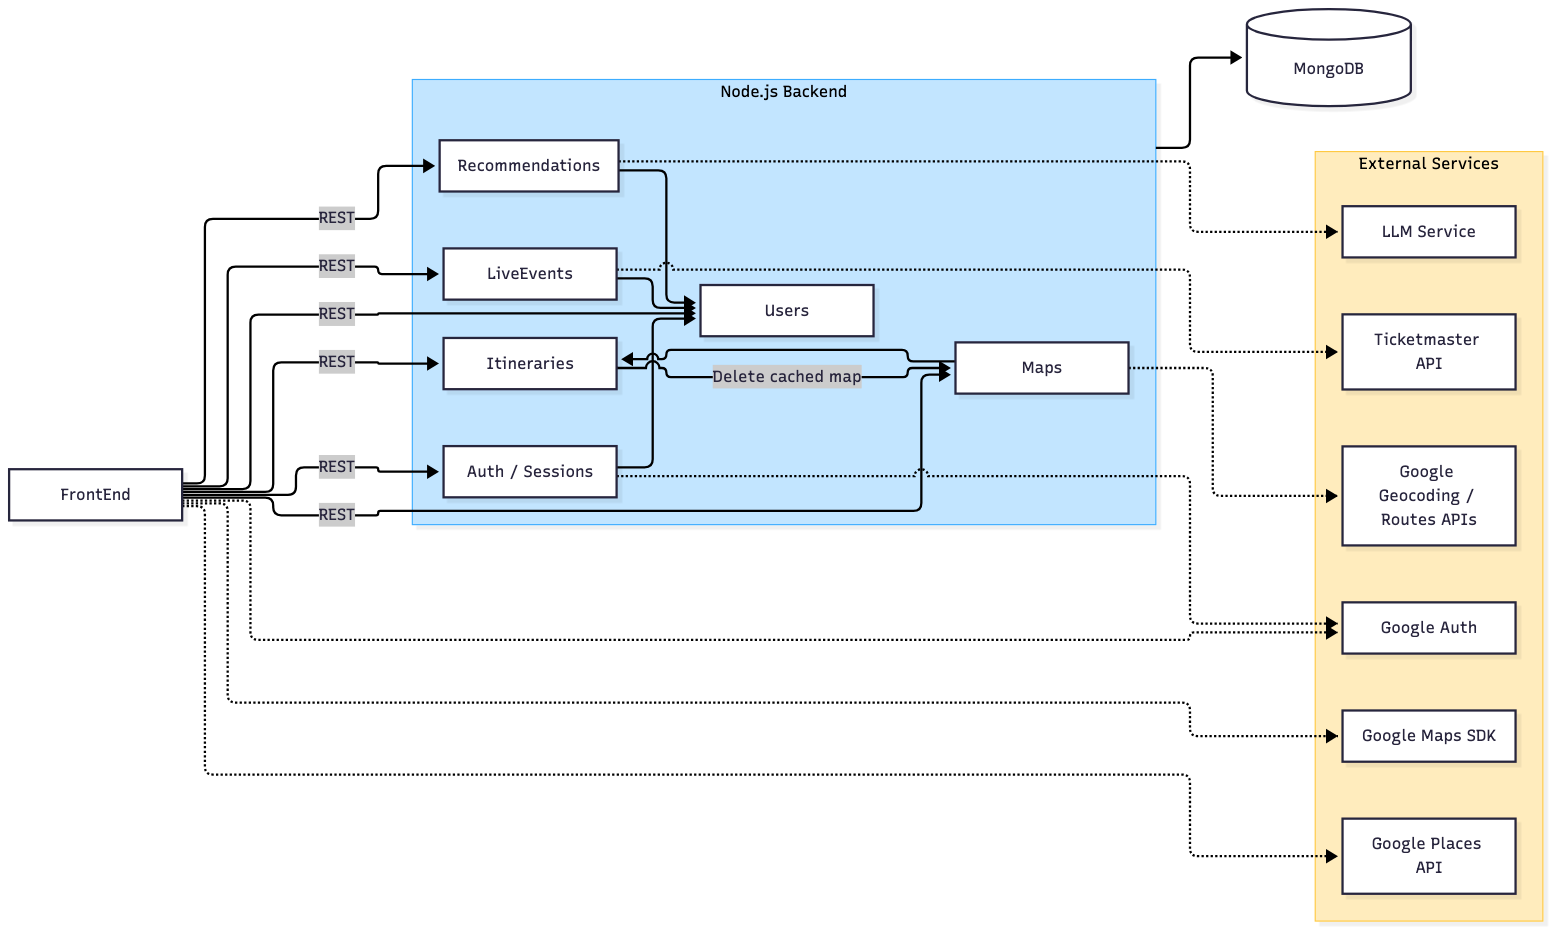 MongoDB
Node.js Backend
Recommendations
External Services
REST
LLM Service
REST
LiveEvents
Users
REST
Ticketmaster
API
REST
Itineraries
Delete cached map
Maps
REST
Auth / Sessions
Google
Geocoding /
Routes APIs
FrontEnd
REST
Google Auth
Google Maps SDK
Google Places
API